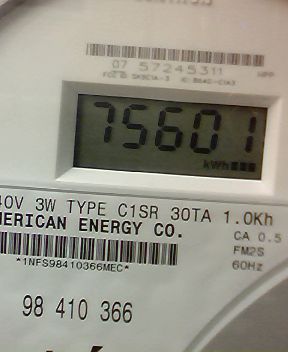 07 57245311
75601
kWh
40V 3W TYPE C1SR 30TA 1.0Kh
MERICAN ENERGY CO.
CA 0.5
FM2S
60Hz
*1NFS98410366MEC*
98 410 366